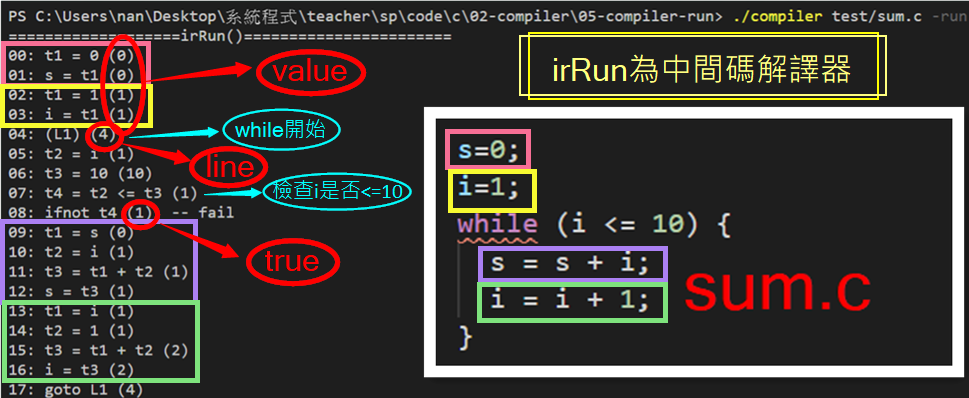 PS C:\Users\nan\Desktop\系統程式\teacher\sp\code\c\02-compiler\05-compiler-run> ./compiler test/sum.c -run
===================irRun()=======================
00: t1 = 0 (0)
01: s = t1 (0)
02: t1 = 1 (1)
03: i = t1 (1)
04: (L1) (4)
05: t2 = i (1)
06: t3 = 10 (10)
07: t4 = t2 <= t3 (1)
08: ifnot t4 (1) -- fail
09: t1 = s (0)
10: t2 = i (1)
11: t3 = t1 + t2 (1)
12: s = t3 (1)
13: t1 = i (1)
14: t2 = 1 (1)
15: t3 = t1 + t2 (2)
16: i = t3 (2)
17: goto L1 (4)
value
while開始
line
檢查i是否<=10
true
irRun為中間碼解譯器
s=0;
i=1;
while (i <= 10) {
s = s + i;
i = i + 1;
}
sum.c